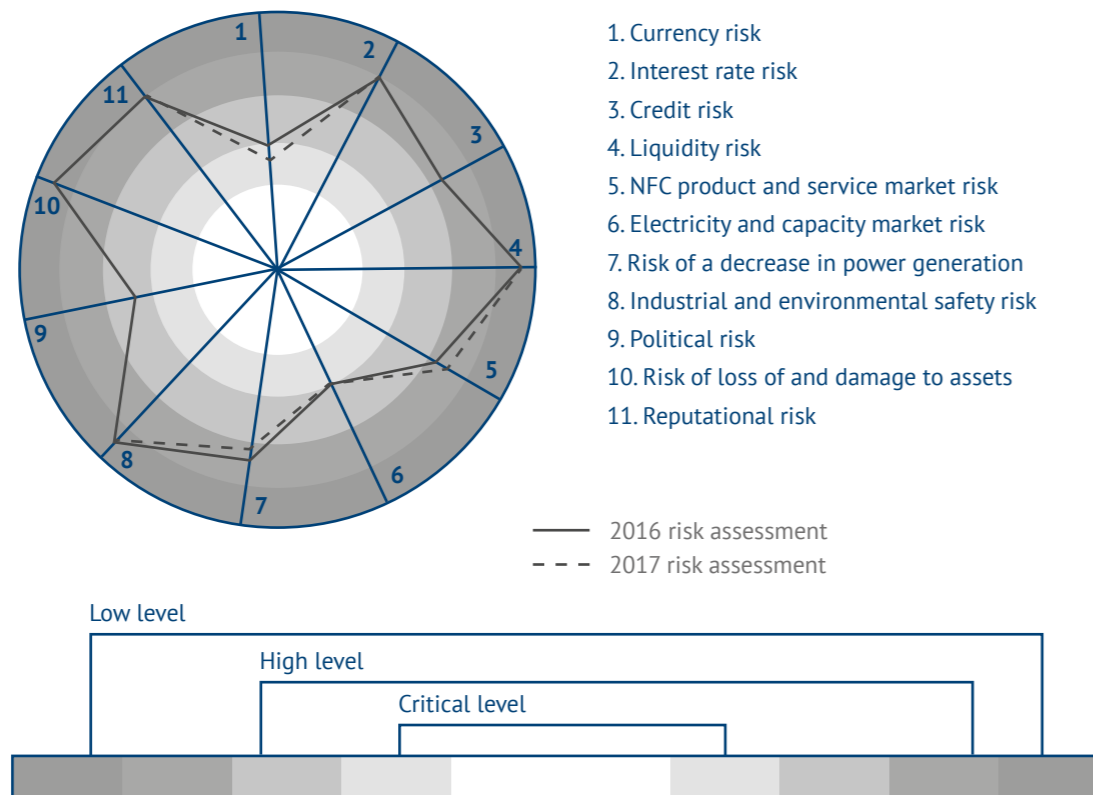 1
2
3
4
5
6
7
8
9
10
11
1. Currency risk
2. Interest rate risk
3. Credit risk
4. Liquidity risk
5. NFC product and service market risk
6. Electricity and capacity market risk
7. Risk of a decrease in power generation
8. Industrial and environmental safety risk
9. Political risk
10. Risk of loss of and damage to assets
11. Reputational risk
2016 risk assessment
2017 risk assessment
Low level
High level
Critical level